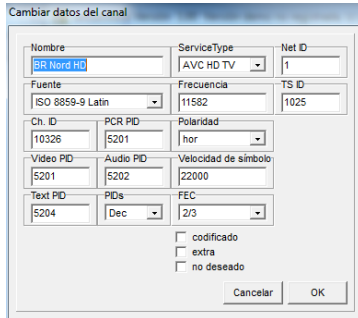 Cambiar datos del canal
Nombre ServiceType Net ID
BR Nord HD AVC HD TV 1
Fuente Frecuencia TS ID
ISO 8859-9 Latin 11582 1025
Ch. ID PCR PID Polaridad
10326 5201 hor
Video PID Audio PID Velocidad de símbolo
5201 5202 22000
Text PID PIDs FEC
5204 Dec 2/3
codificado
extra
no deseado
Cancelar OK